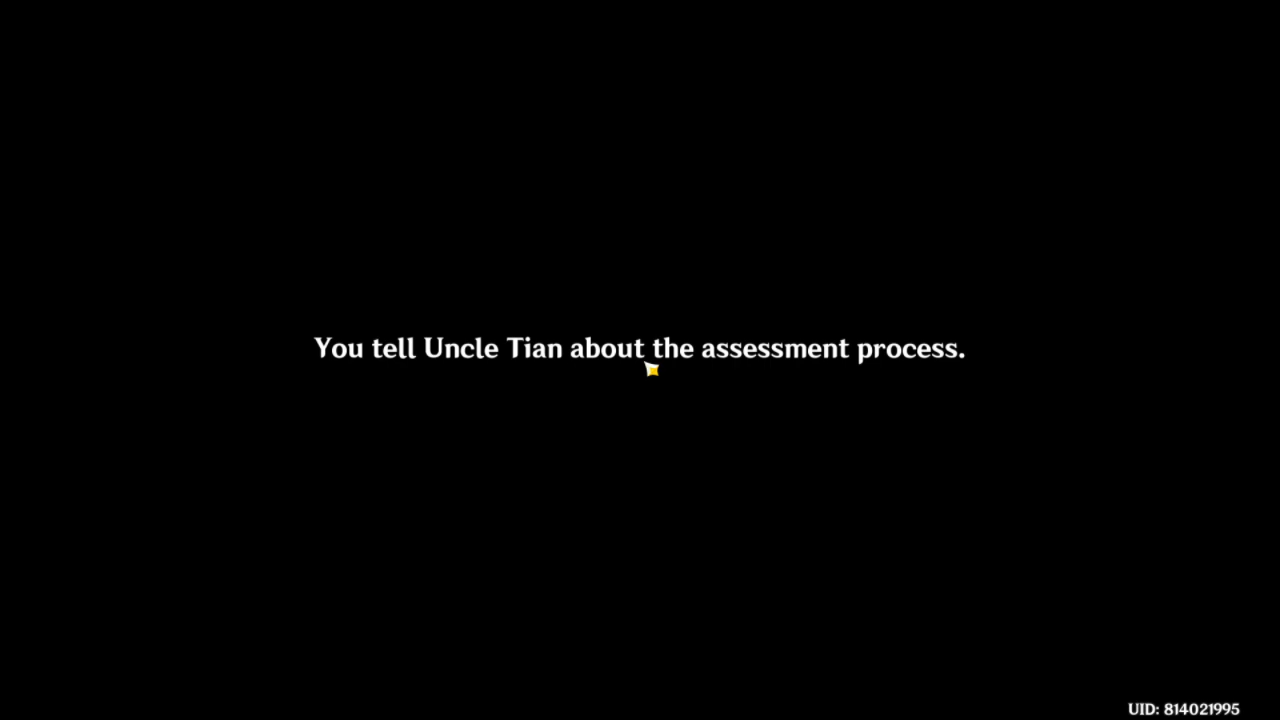 You tell Uncle Tian about the assessment process.
UID: 814021995